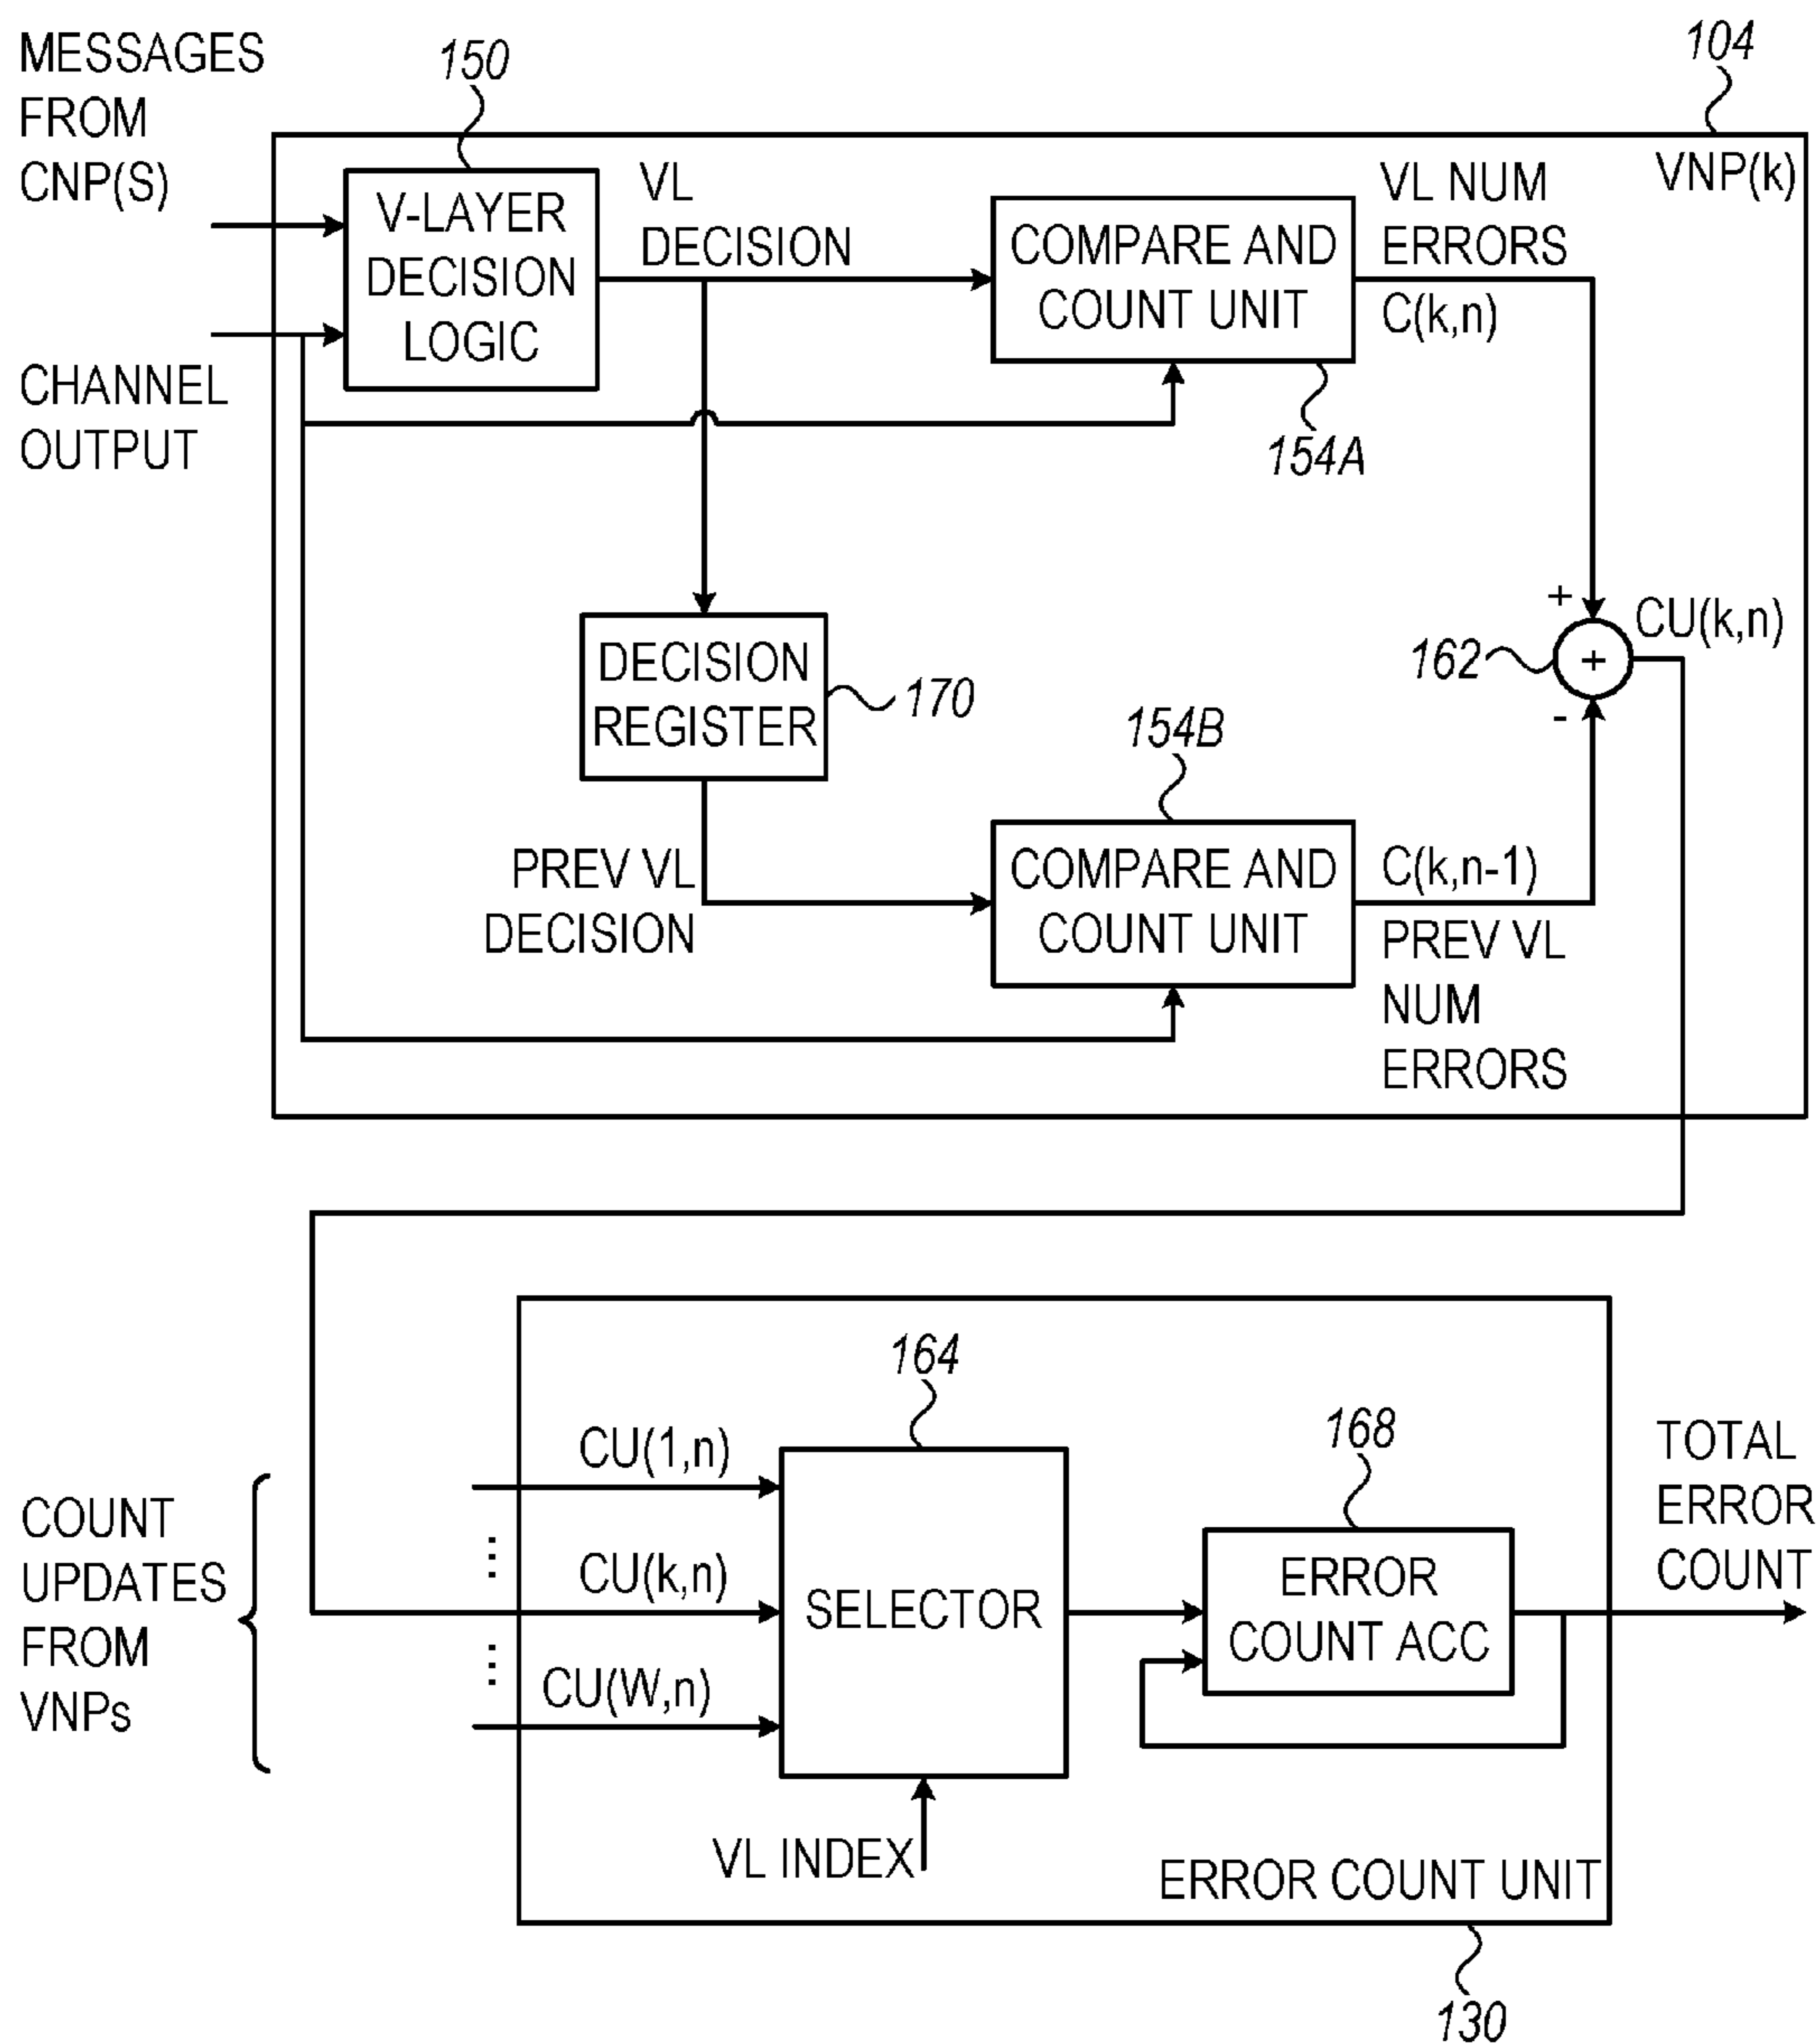 MESSAGES
FROM
CNP(S)
150
104
VNP(k)
V-LAYER
DECISION
LOGIC
VL
DECISION
COMPARE AND
COUNT UNIT
VL NUM
ERRORS
C(k,n)
CHANNEL
OUTPUT
154A
+
CU(k,n)
162
+
-
DECISION
REGISTER
170
154B
PREV VL
DECISION
COMPARE AND
COUNT UNIT
C(k,n-1)
PREV VL
NUM
ERRORS
164
168
CU(1,n)
TOTAL
ERROR
COUNT
COUNT
UPDATES
FROM
VNPs
⋮
CU(k,n)
⋮
CU(W,n)
SELECTOR
ERROR
COUNT ACC
VL INDEX
ERROR COUNT UNIT
130